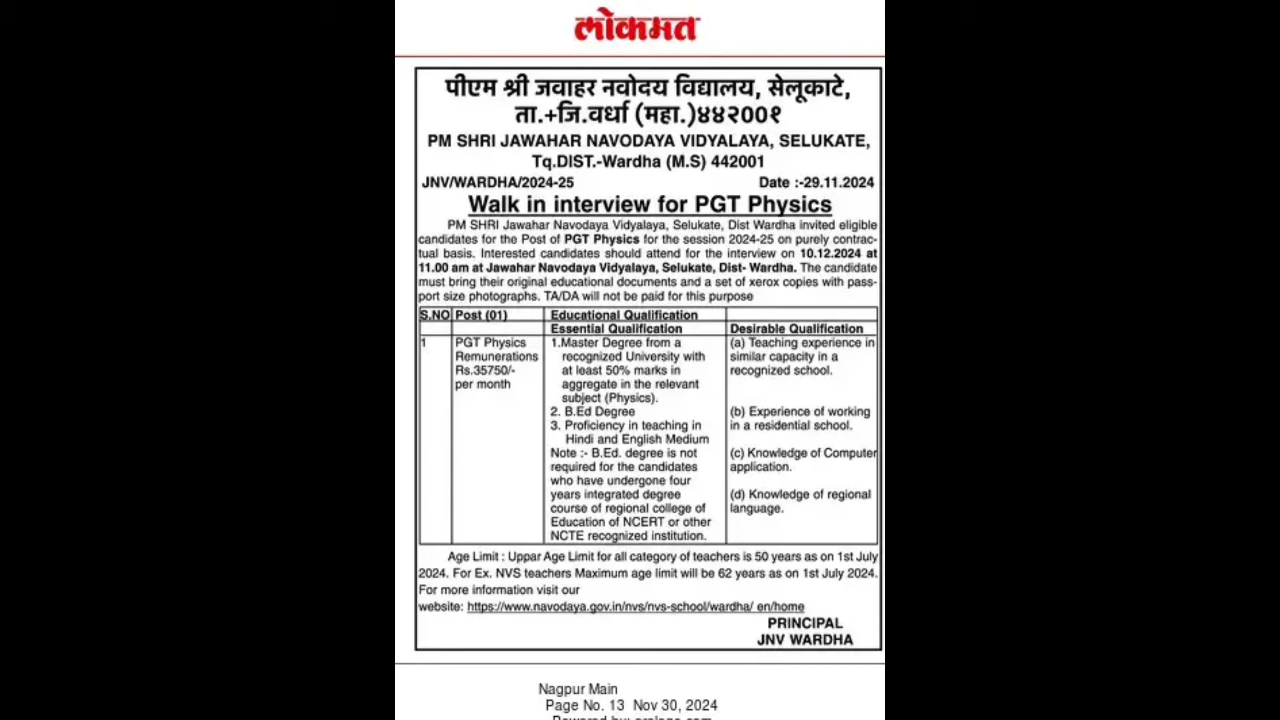 लोकमत
पीएम श्री जवाहर नवोदय विद्यालय, सेलूकाटे,
ता.+जि.वर्धा (महा.)४४२००१
PM SHRI JAWAHAR NAVODAYA VIDYALAYA, SELUKATE,
Tq.DIST.-Wardha (M.S) 442001
JNV/WARDHA/2024-25 Date :-29.11.2024
Walk in interview for PGT Physics
PM SHRI Jawahar Navodaya Vidyalaya, Selukate, Dist Wardha invited eligible
candidates for the Post of PGT Physics for the session 2024-25 on purely contrac-
tual basis. Interested candidates should attend for the interview on 10.12.2024 at
11.00 am at Jawahar Navodaya Vidyalaya, Selukate, Dist- Wardha. The candidate
must bring their original educational documents and a set of xerox copies with pass-
port size photographs. TA/DA will not be paid for this purpose
S.NO Post (01) Educational Qualification
Essential Qualification Desirable Qualification
1 PGT Physics
Remunerations
Rs.35750/-
per month
1.Master Degree from a
recognized University with
at least 50% marks in
aggregate in the relevant
subject (Physics).
2. B.Ed Degree
3. Proficiency in teaching in
Hindi and English Medium
Note :- B.Ed. degree is not
required for the candidates
who have undergone four
years integrated degree
course of regional college of
Education of NCERT or other
NCTE recognized institution.
(a) Teaching experience in
similar capacity in a
recognized school.
(b) Experience of working
in a residential school.
(c) Knowledge of Computer
application.
(d) Knowledge of regional
language.
Age Limit : Uppar Age Limit for all category of teachers is 50 years as on 1st July
2024. For Ex. NVS teachers Maximum age limit will be 62 years as on 1st July 2024.
For more information visit our
website: https://www.navodaya.gov.in/nvs/nvs-school/wardha/ en/home
PRINCIPAL
JNV WARDHA
Nagpur Main
Page No. 13 Nov 30, 2024
Powered by: